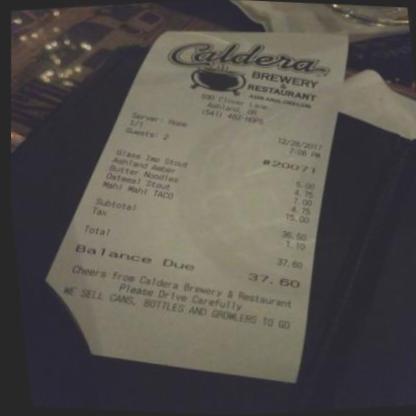 Caldera
BREWERY
&
RESTAURANT
ASHLAND, OREGON
590 Clover Lane
Ashland, OR
(541) 482-HOPS
Server: 12/28/2017
1/1 7:06 PM
Guests: 2 #20071
Glass Imp Stout 5.00
Ashland Amber 4.75
Butter Noodles 7.00
Oatmeal Stout 4.75
Mahi Mahi TACO 15.00
Subtotal 36.50
Tax 1.10
Total 37.60
Balance Due 37.60
Cheers from Caldera Brewery & Restaurant
Please Drive Carefully
WE SELL CANS, BOTTLES AND GROWLERS TO GO